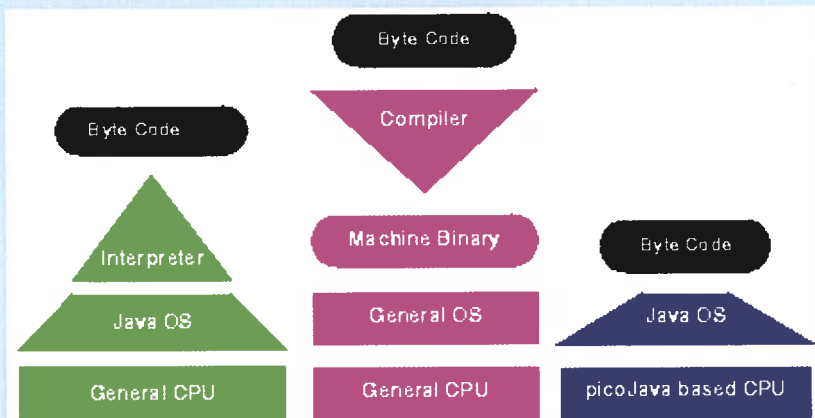 Byte Code
Interpreter
Java OS
General CPU
Byte Code
Compiler
Machine Binary
General OS
General CPU
Byte Code
Java OS
picoJava based CPU